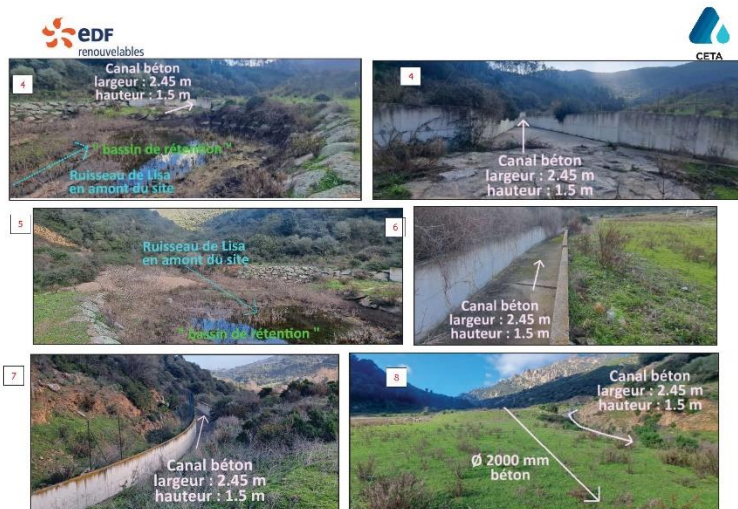 eDF
renouvelables
CETA
4
Canal béton
largeur : 2.45 m
hauteur : 1.5 m
" bassin de rétention "
Ruisseau de Lisa
en amont du site
4
Canal béton
largeur : 2.45 m
hauteur : 1.5 m
5
Ruisseau de Lisa
en amont du site
" bassin de rétention "
6
Canal béton
largeur : 2.45 m
hauteur : 1.5 m
7
Canal béton
largeur : 2.45 m
hauteur : 1.5 m
8
Canal béton
largeur : 2.45 m
hauteur : 1.5 m
Ø 2000 mm
béton